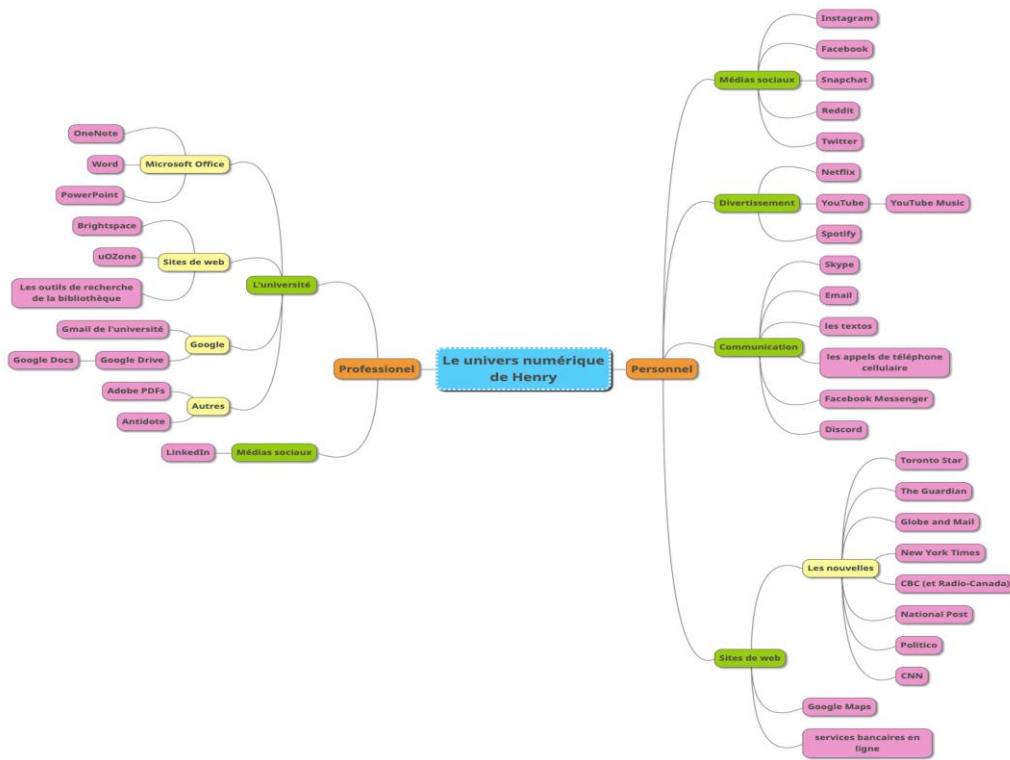 Le univers numérique
de Henry
Professionel
L'université
Microsoft Office
OneNote
Word
PowerPoint
Sites de web
Brightspace
uOZone
Les outils de recherche
de la bibliothèque
Google
Gmail de l'université
Google Drive
Google Docs
Autres
Adobe PDFs
Antidote
Médias sociaux
LinkedIn
Personnel
Médias sociaux
Instagram
Facebook
Snapchat
Reddit
Twitter
Divertissement
Netflix
YouTube
YouTube Music
Spotify
Communication
Skype
Email
les textos
les appels de téléphone
cellulaire
Facebook Messenger
Discord
Sites de web
Les nouvelles
Toronto Star
The Guardian
Globe and Mail
New York Times
CBC (et Radio-Canada)
National Post
Politico
CNN
Google Maps
services bancaires en
ligne